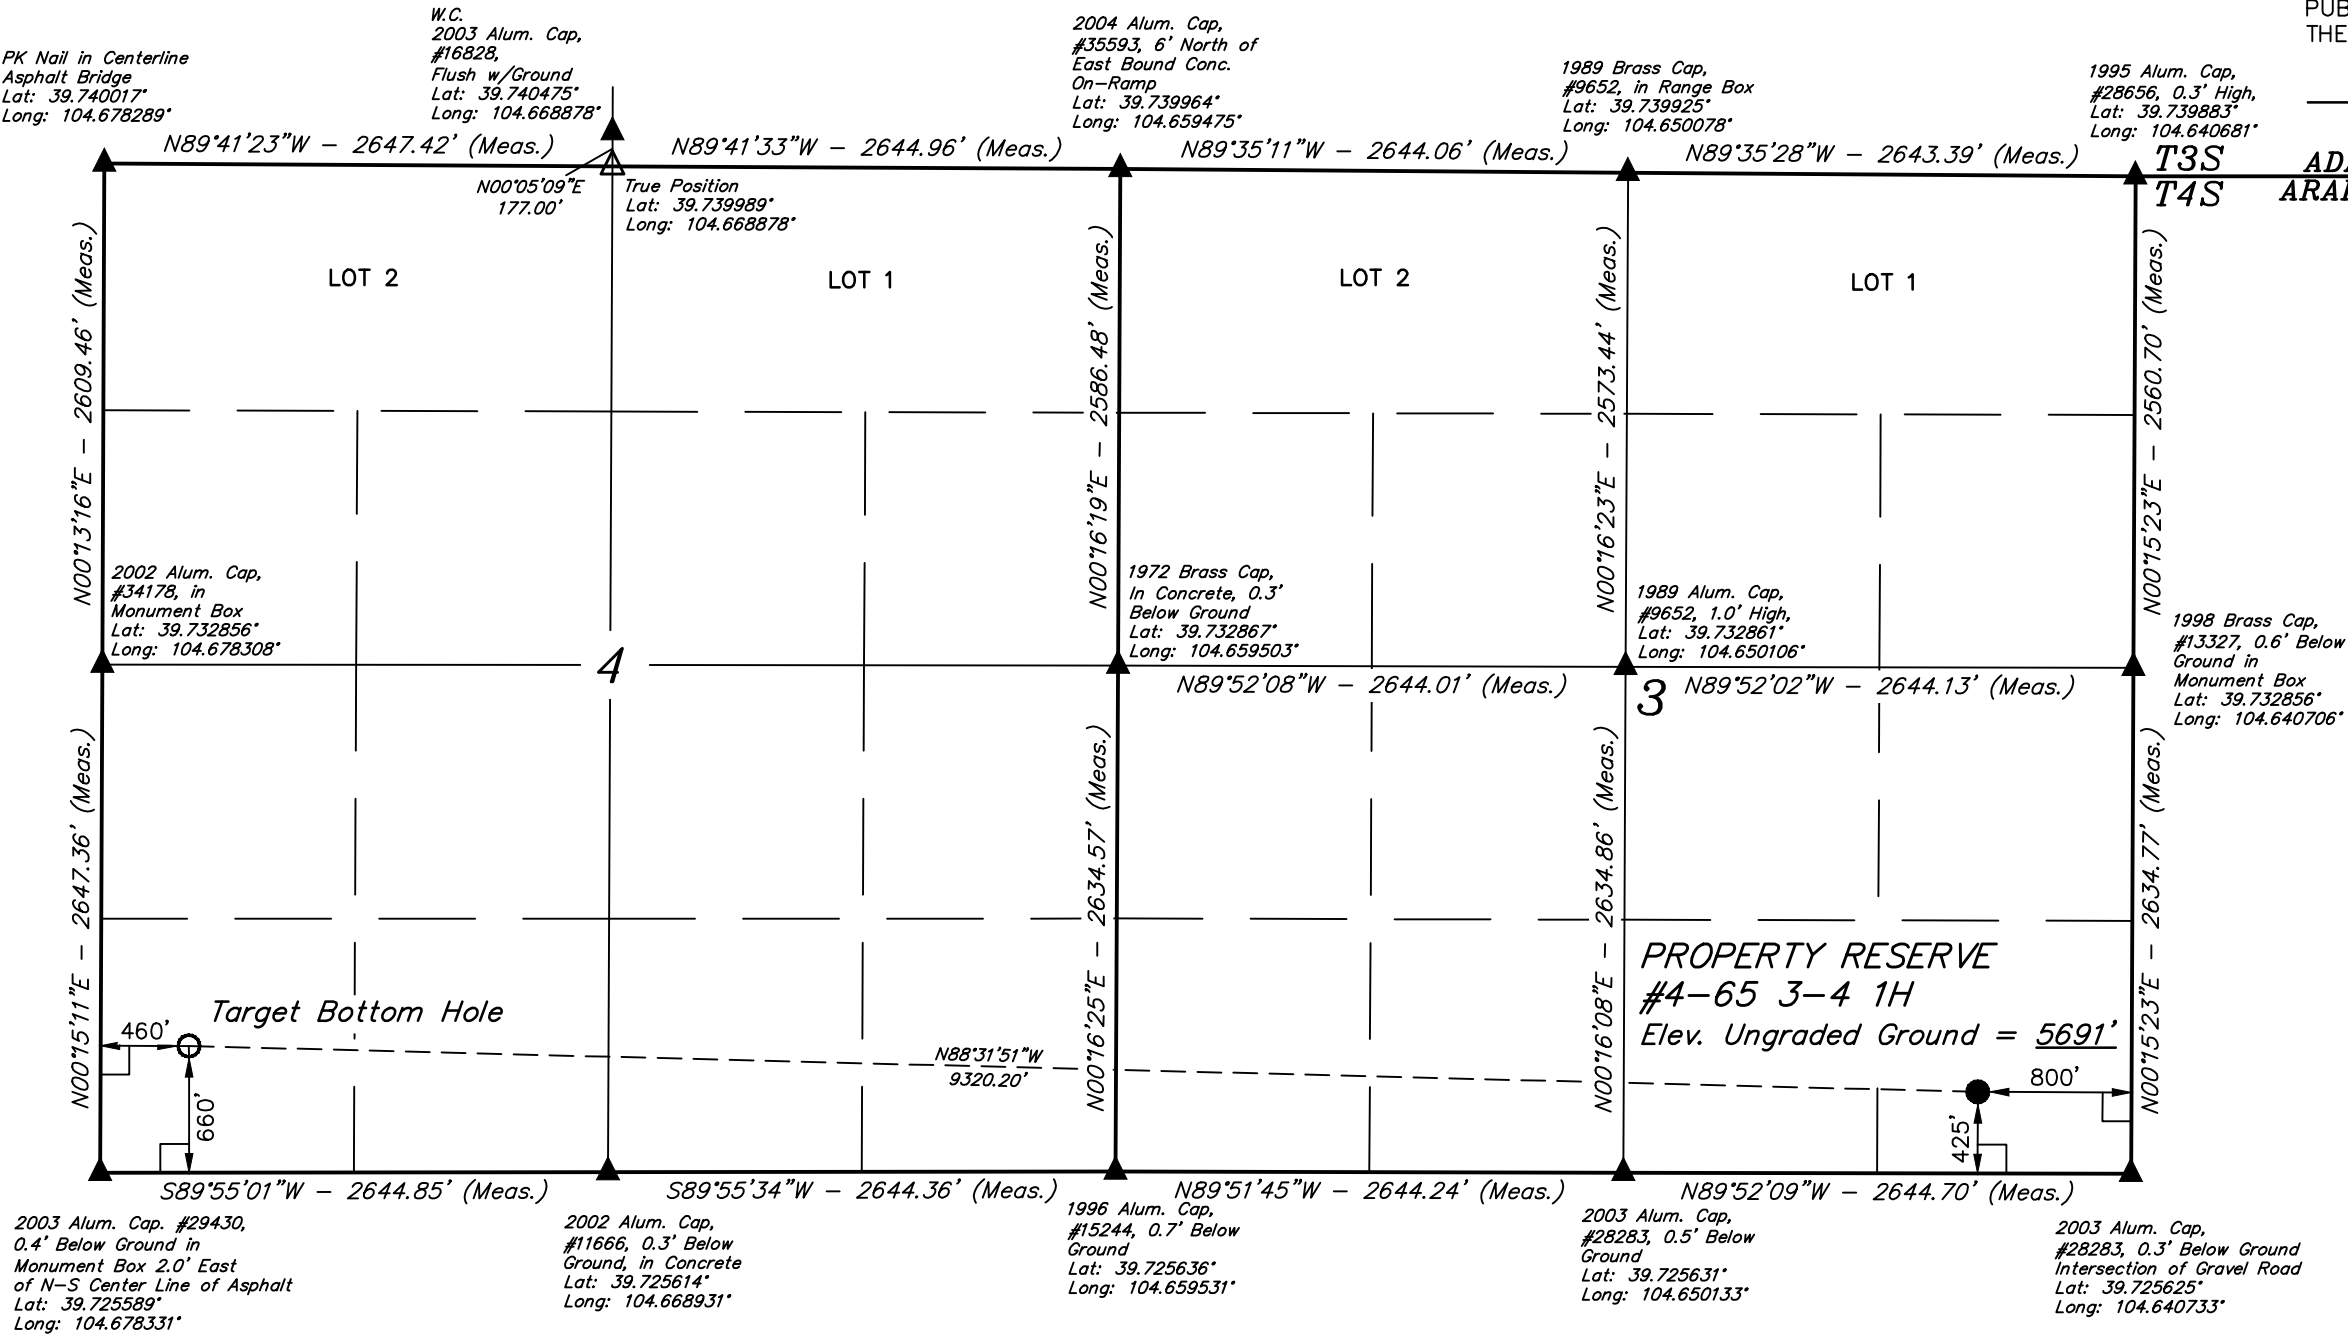 PK Nail in Centerline
Asphalt Bridge
Lat: 39.740017°
Long: 104.678289°
W.C.
2003 Alum. Cap,
#16828,
Flush w/Ground
Lat: 39.740475°
Long: 104.668878°
2004 Alum. Cap,
#35593, 6' North of
East Bound Conc.
On-Ramp
Lat: 39.739964°
Long: 104.659475°
1989 Brass Cap,
#9652, in Range Box
Lat: 39.739925°
Long: 104.650078°
1995 Alum. Cap,
#28656, 0.3' High,
Lat: 39.739883°
Long: 104.640681°
PUB
THE
N89°41'23"W - 2647.42' (Meas.)
N89°41'33"W - 2644.96' (Meas.)
N89°35'11"W - 2644.06' (Meas.)
N89°35'28"W - 2643.39' (Meas.)
T3S
T4S
ADA
N00°05'09"E
177.00'
True Position
Lat: 39.739989°
Long: 104.668878°
LOT 2
LOT 1
LOT 2
LOT 1
N00°13'16"E - 2609.46' (Meas.)
N00°16'19"E - 2586.48' (Meas.)
N00°16'23"E - 2573.44' (Meas.)
N00°15'23"E - 2560.70' (Meas.)
2002 Alum. Cap,
#34178, in
Monument Box
Lat: 39.732856°
Long: 104.678308°
1972 Brass Cap,
In Concrete, 0.3'
Below Ground
Lat: 39.732867°
Long: 104.659503°
1989 Alum. Cap,
#9652, 1.0' High,
Lat: 39.732861°
Long: 104.650106°
1998 Brass Cap,
#13327, 0.6' Below
Ground in
Monument Box
Lat: 39.732856°
Long: 104.640706°
4
3
N89°52'08"W - 2644.01' (Meas.)
N89°52'02"W - 2644.13' (Meas.)
N00°15'11"E - 2647.36' (Meas.)
N00°16'25"E - 2634.57' (Meas.)
N00°16'08"E - 2634.86' (Meas.)
N00°15'23"E - 2634.77' (Meas.)
PROPERTY RESERVE
#4-65 3-4 1H
Elev. Ungraded Ground = 5691'
Target Bottom Hole
460'
660'
N88°31'51"W
9320.20'
800'
425'
S89°55'01"W - 2644.85' (Meas.)
S89°55'34"W - 2644.36' (Meas.)
N89°51'45"W - 2644.24' (Meas.)
N89°52'09"W - 2644.70' (Meas.)
2003 Alum. Cap. #29430,
0.4' Below Ground in
Monument Box 2.0' East
of N-S Center Line of Asphalt
Lat: 39.725589°
Long: 104.678331°
2002 Alum. Cap,
#11666, 0.3' Below
Ground, in Concrete
Lat: 39.725614°
Long: 104.668931°
1996 Alum. Cap,
#15244, 0.7' Below
Ground
Lat: 39.725636°
Long: 104.659531°
2003 Alum. Cap,
#28283, 0.5' Below
Ground
Lat: 39.725631°
Long: 104.650133°
2003 Alum. Cap,
#28283, 0.3' Below Ground
Intersection of Gravel Road
Lat: 39.725625°
Long: 104.640733°